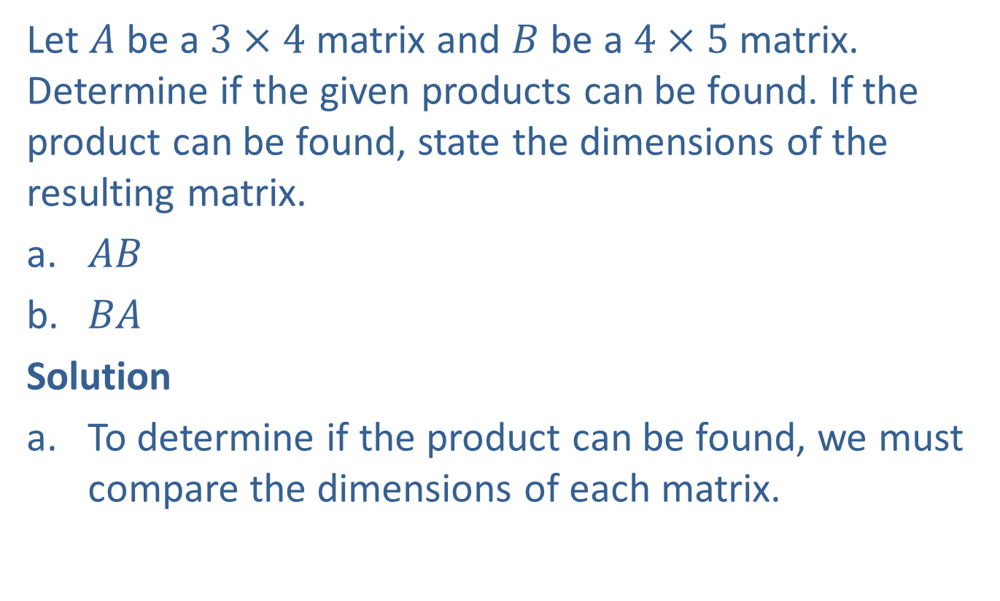 Let A be a 3 × 4 matrix and B be a 4 × 5 matrix.
Determine if the given products can be found. If the
product can be found, state the dimensions of the
resulting matrix.
a. AB
b. BA
Solution
a. To determine if the product can be found, we must
compare the dimensions of each matrix.